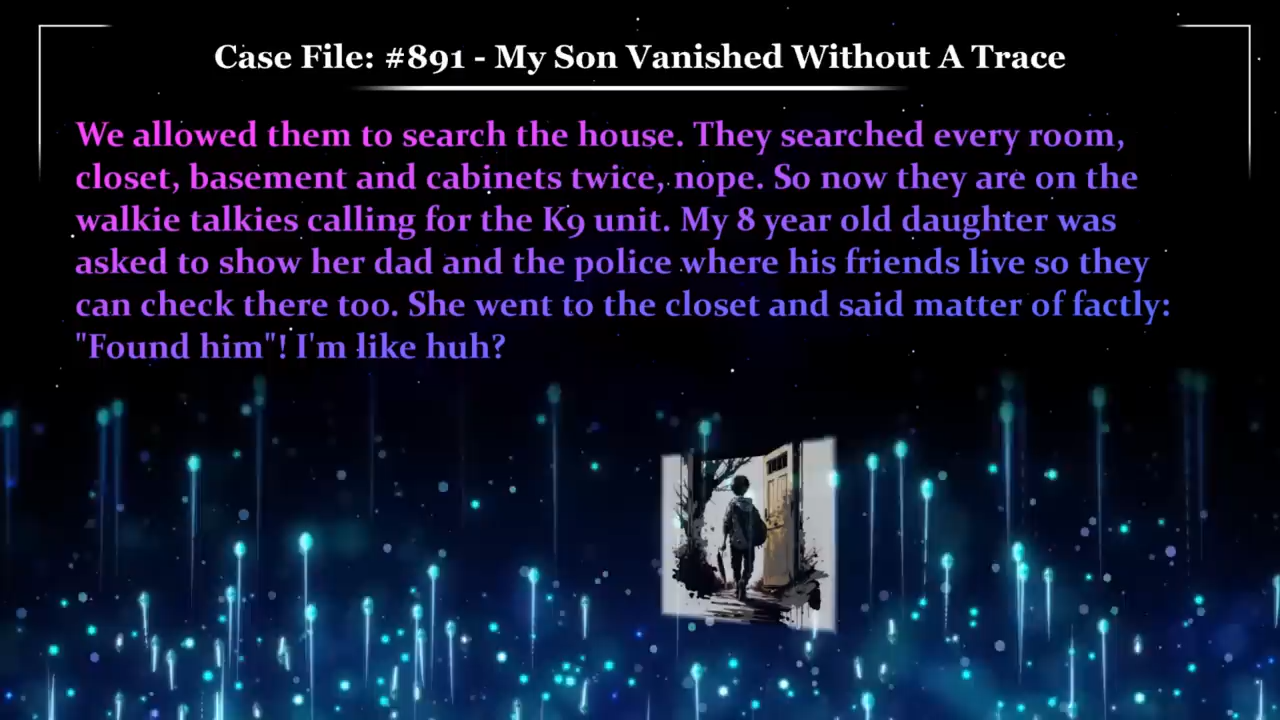 Case File: #891 - My Son Vanished Without A Trace
We allowed them to search the house. They searched every room,
closet, basement and cabinets twice, nope. So now they are on the
walkie talkies calling for the K9 unit. My 8 year old daughter was
asked to show her dad and the police where his friends live so they
can check there too. She went to the closet and said matter of factly:
"Found him"! I'm like huh?